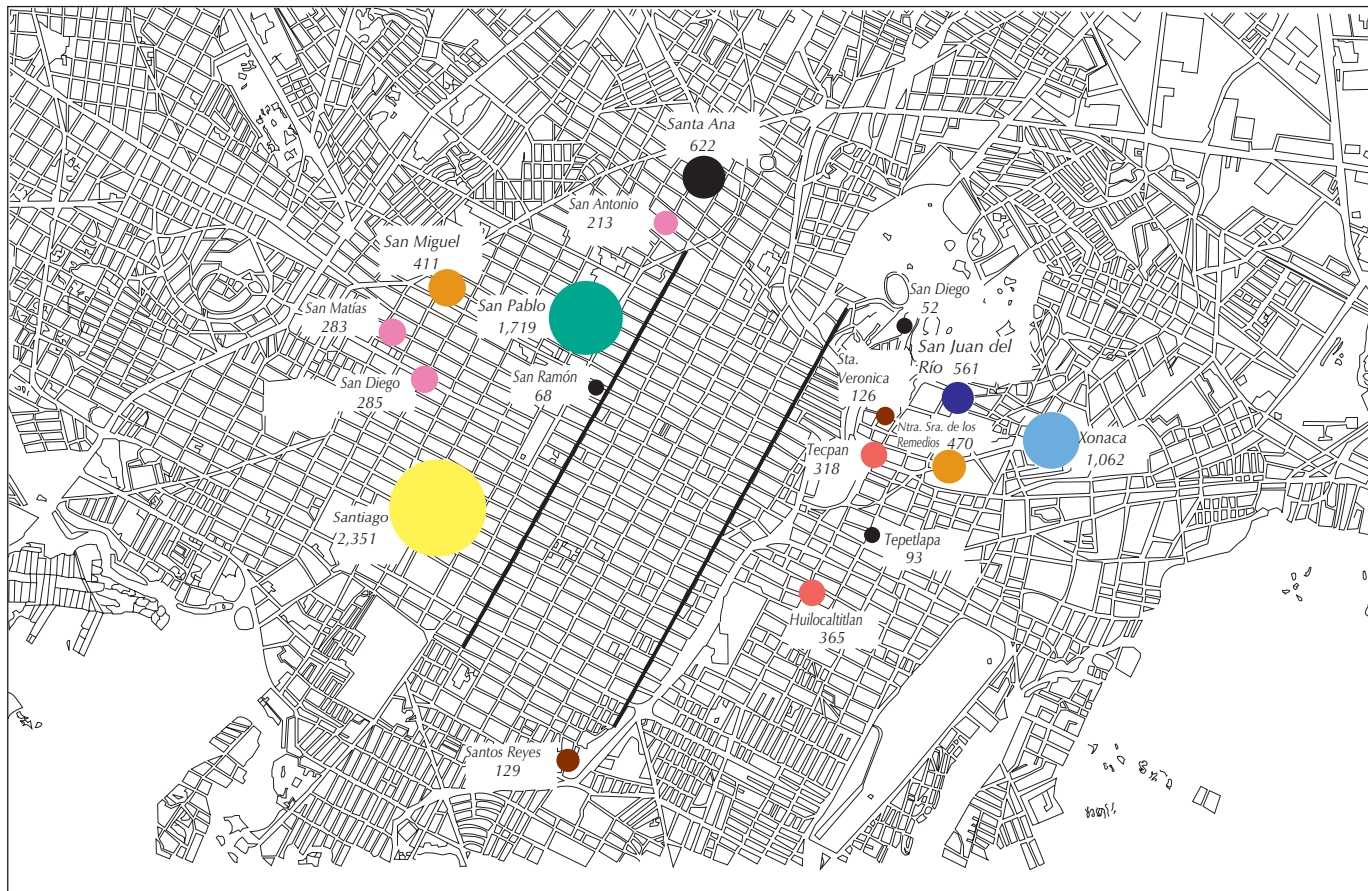 Santa Ana
622
San Antonio
213
San Miguel
411
San Matías
283
San Pablo
1,719
San Diego
285
San Ramón
68
San Diego
52
San Juan del
Río 561
Sta.
Veronica
126
Ntra. Sra. de los
Remedios 470
Xonaca
1,062
Tecpan
318
Santiago
2,351
Tepetlapa
93
Huilocaltitlan
365
Santos Reyes
129